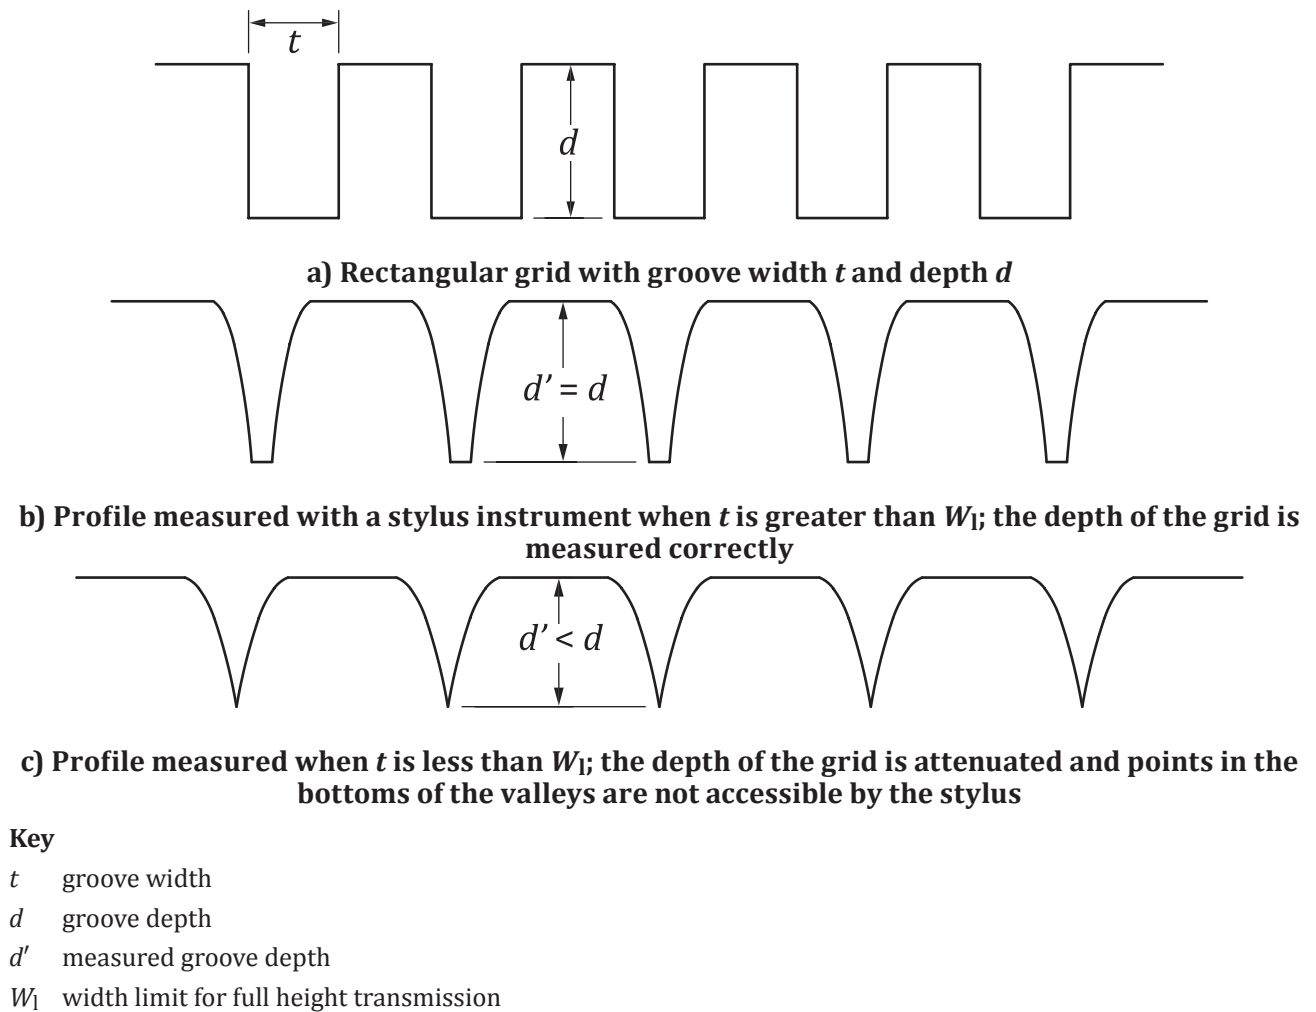 t
d
a) Rectangular grid with groove width t and depth d
d’ = d
b) Profile measured with a stylus instrument when t is greater than Wl; the depth of the grid is
measured correctly
d’ < d
c) Profile measured when t is less than Wl; the depth of the grid is attenuated and points in the
bottoms of the valleys are not accessible by the stylus
Key
t groove width
d groove depth
d′ measured groove depth
Wl width limit for full height transmission